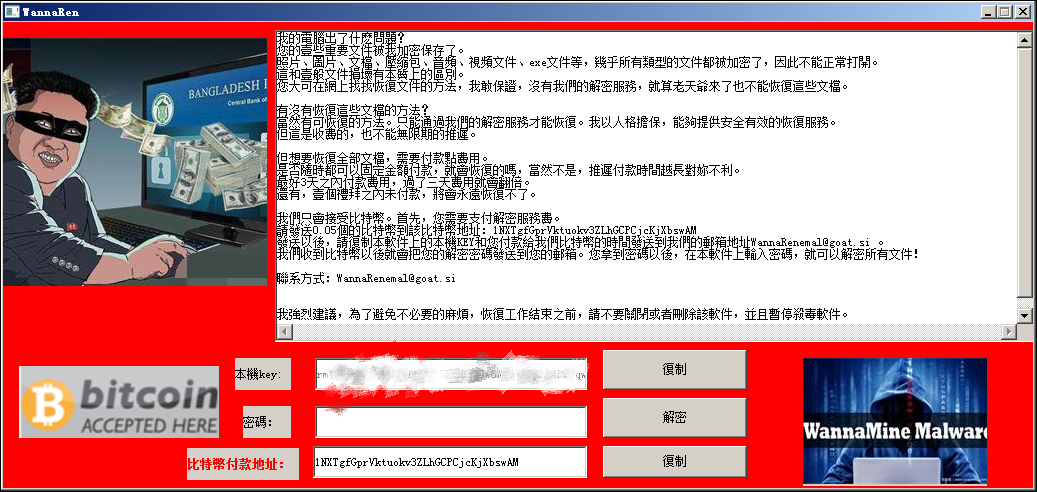 WannaRen
BANGLADESH
Central Bank of
我的電腦出了什麽問題?
您的壹些重要文件被我加密保存了。
照片、圖片、文檔、壓縮包、音頻、視頻文件、exe文件等，幾乎所有類型的文件都被加密了，因此不能正常打開。
這和壹般文件損壞有本質上的區別。
您大可在網上找找恢復文件的方法，我敢保證，沒有我們的解密服務，就算老天爺來了也不能恢復這些文檔。
有沒有恢復這些文檔的方法?
當然有可恢復的方法。只能通過我們的解密服務才能恢復。我以人格擔保，能夠提供安全有效的恢復服務。
但這是收費的，也不能無限期的推遲。
但想要恢復全部文檔，需要付款點費用。
是否隨時都可以固定金額付款，就會恢復的嗎，當然不是，推遲付款時間越長對妳不利。
最好3天之內付款費用，過了三天費用就會翻倍。
還有，壹個禮拜之內未付款，將會永遠恢復不了。
我們只會接受比特幣。首先，您需要支付解密服務費。
請發送0.05個的比特幣到該比特幣地址: 1NXTgfGprVktuokv3ZLhGCPCjcKjXbswAM
發送以後，請復制本軟件上的本機KEY和您付款給我們比特幣的時間發送到我們的郵箱地址WannaRenemal@goat.si 。
我們收到比特幣以後就會把您的解密密碼發送到您的郵箱。您拿到密碼以後，在本軟件上輸入密碼，就可以解密所有文件!
聯系方式: WannaRenemal@goat.si
我強烈建議，為了避免不必要的麻煩，恢復工作結束之前，請不要關閉或者刪除該軟件，並且暫停殺毒軟件。
本機key:
復制
bitcoin
ACCEPTED HERE
密碼:
解密
WannaMine Malware
比特幣付款地址:
1NXTgfGprVktuokv3ZLhGCPCjcKjXbswAM
復制